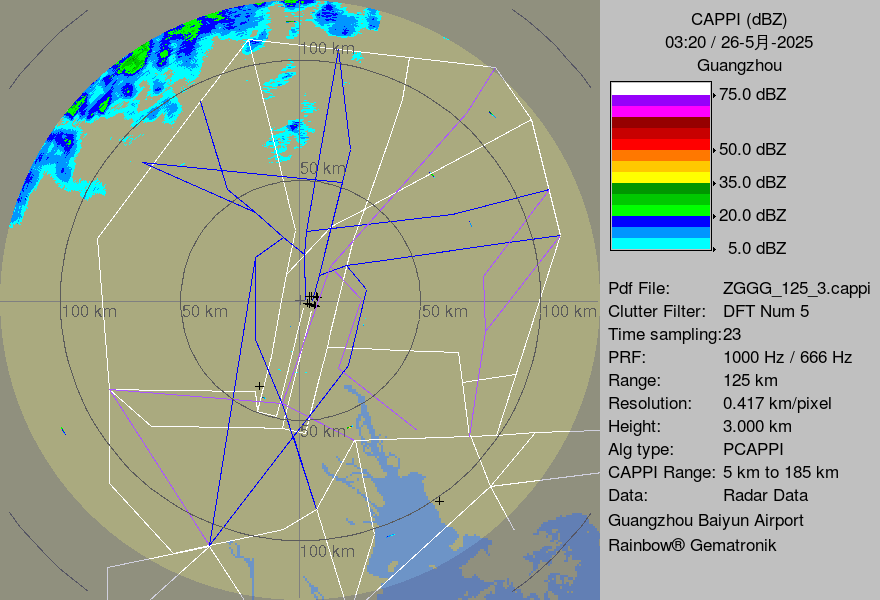 CAPPI (dBZ)
03:20 / 26-5月-2025
Guangzhou
75.0 dBZ
50.0 dBZ
35.0 dBZ
20.0 dBZ
5.0 dBZ
Pdf File: ZGGG_125_3.cappi
Clutter Filter: DFT Num 5
Time sampling:23
PRF: 1000 Hz / 666 Hz
Range: 125 km
Resolution: 0.417 km/pixel
Height: 3.000 km
Alg type: PCAPPI
CAPPI Range: 5 km to 185 km
Data: Radar Data
Guangzhou Baiyun Airport
Rainbow® Gematronik
100 km
50 km
100 km
50 km
50 km
100 km
50 km
100 km